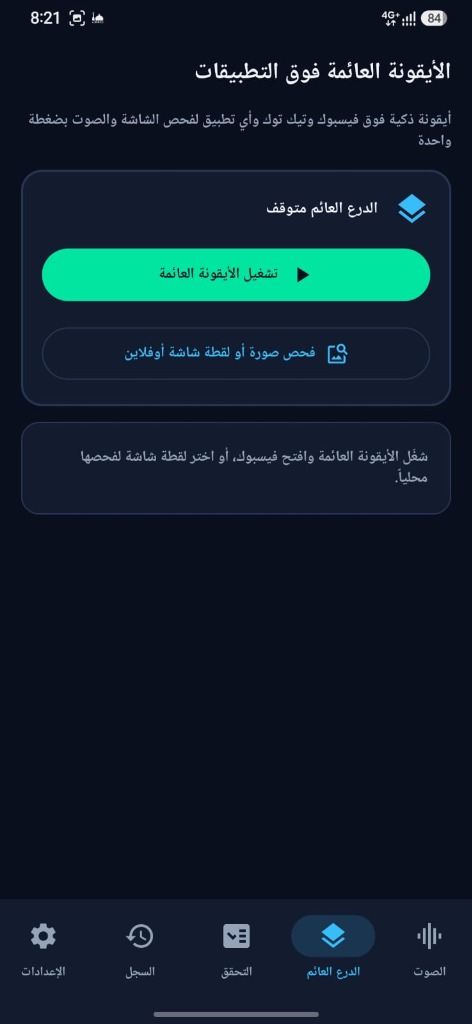 8:21
4G+
84
الأيقونة العائمة فوق التطبيقات
أيقونة ذكية فوق فيسبوك وتيك توك وأي تطبيق لفحص الشاشة والصوت بضغطة
واحدة
الدرع العائم متوقف
تشغيل الأيقونة العائمة
فحص صورة أو لقطة شاشة أوفلاين
شغّل الأيقونة العائمة وافتح فيسبوك، أو اختر لقطة شاشة لفحصها
محلياً.
الصوت
الدرع العائم
التحقق
السجل
الإعدادات